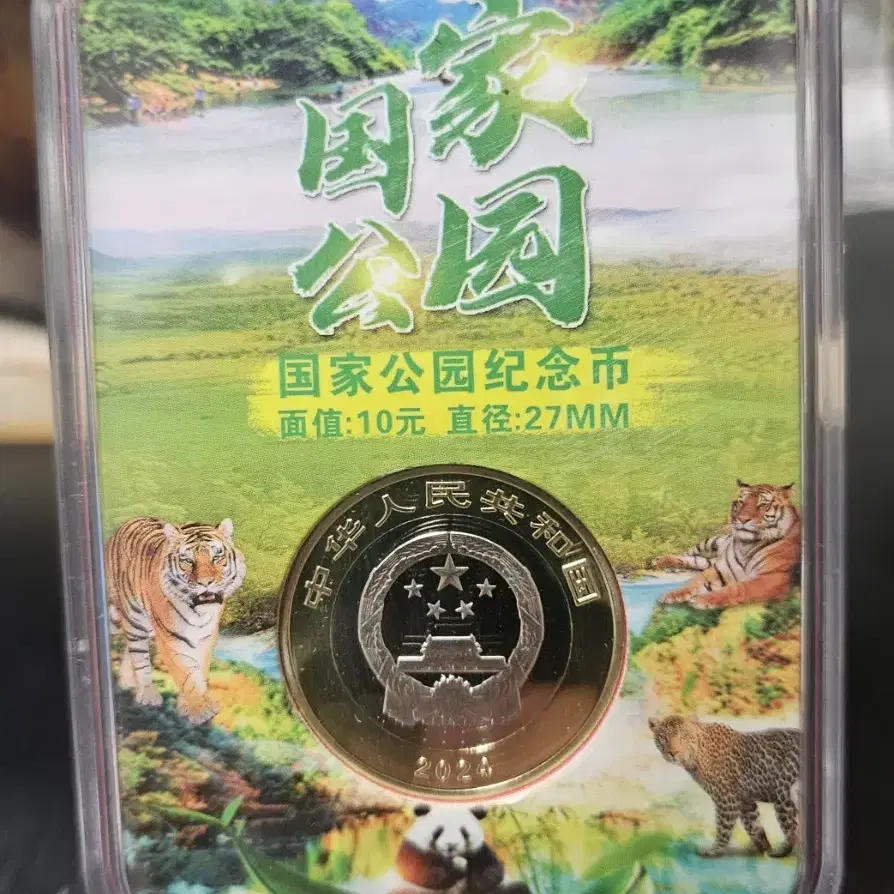 国家
公园
国家公园纪念币
面值:10元 直径:27MM
中华人民共和国
2024